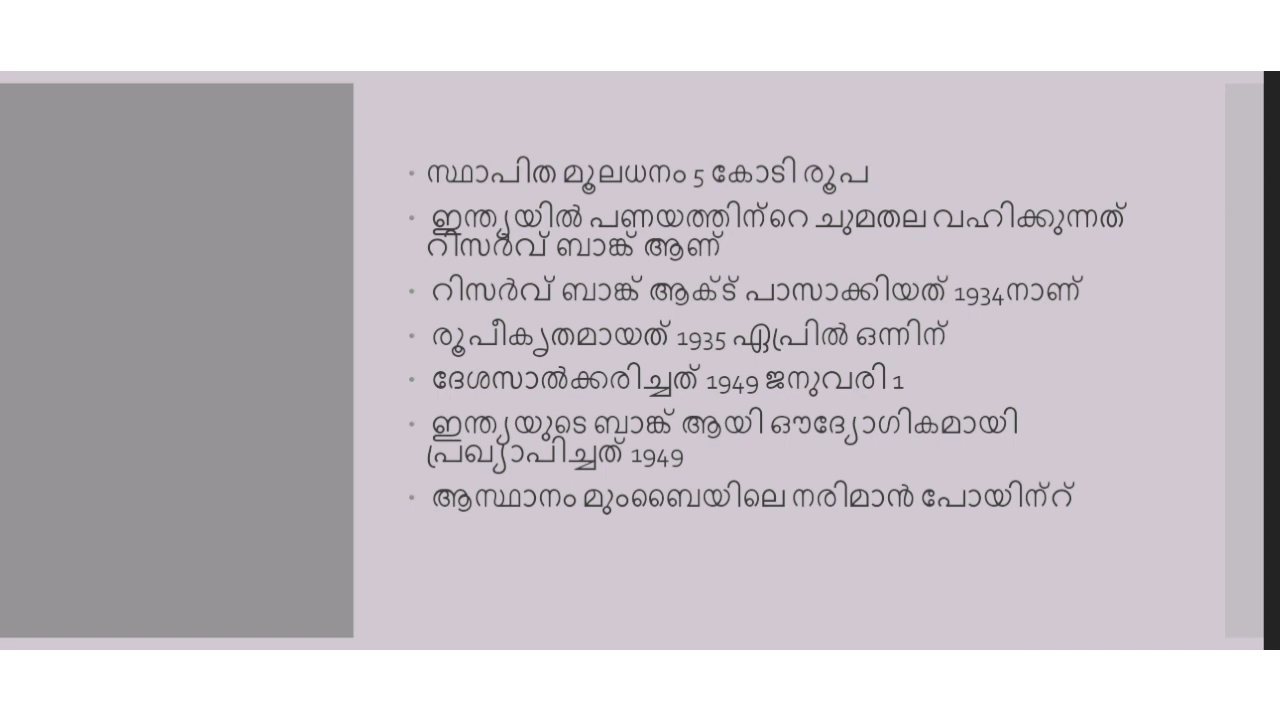 • സ്ഥാപിത മൂലധനം 5 കോടി രൂപ
• ഇന്ത്യയിൽ പണയത്തിന്റെ ചുമതല വഹിക്കുന്നത്
റിസർവ് ബാങ്ക് ആണ്
• റിസർവ് ബാങ്ക് ആക്ട് പാസാക്കിയത് 1934നാണ്
• രൂപീകൃതമായത് 1935 ഏപ്രിൽ ഒന്നിന്
• ദേശസാൽക്കരിച്ചത് 1949 ജനുവരി 1
• ഇന്ത്യയുടെ ബാങ്ക് ആയി ഔദ്യോഗികമായി
പ്രഖ്യാപിച്ചത് 1949
• ആസ്ഥാനം മുംബൈയിലെ നരിമാൻ പോയിന്റ്